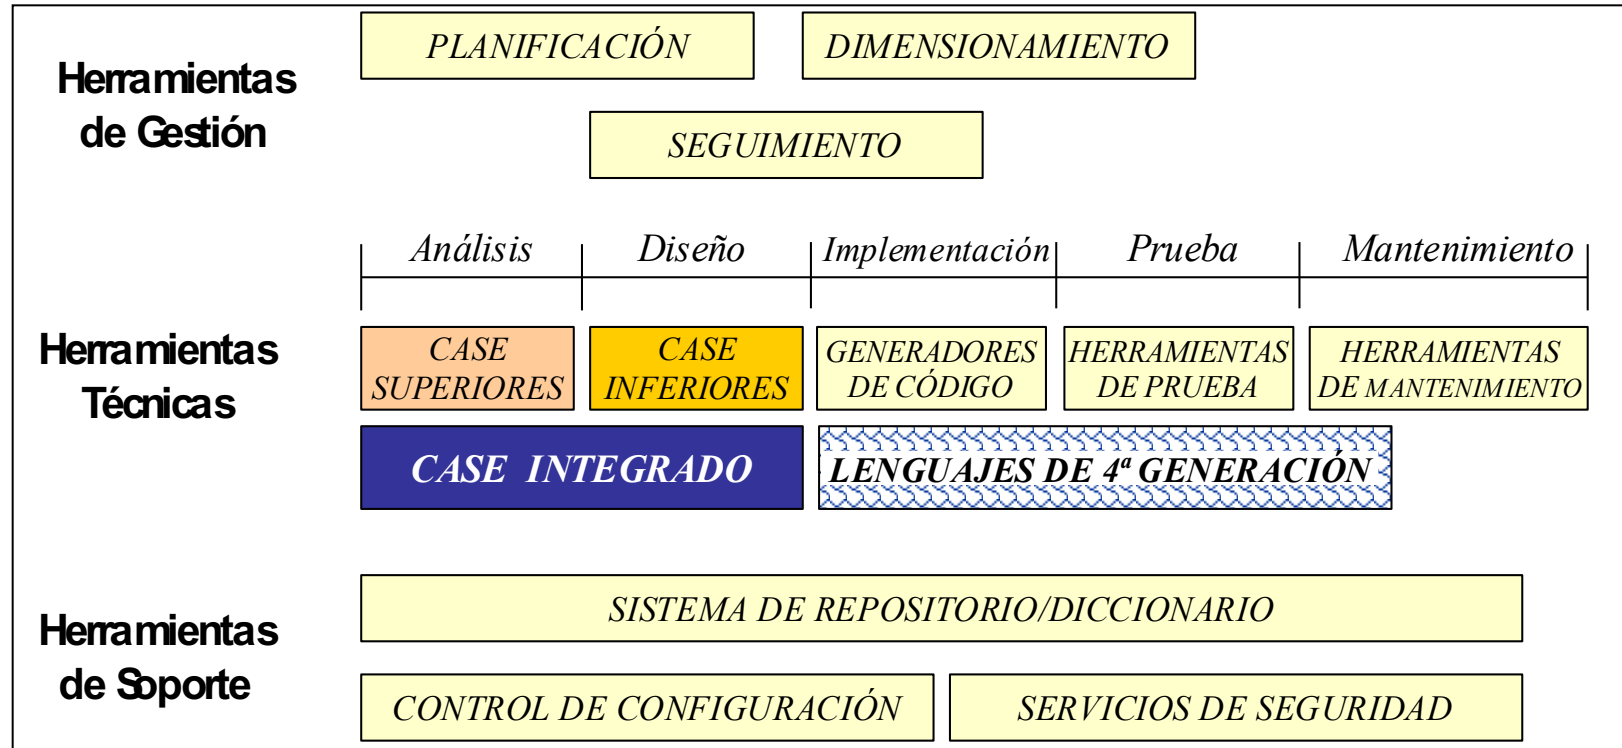 Herramientas
de Gestión
PLANIFICACIÓN
DIMENSIONAMIENTO
SEGUIMIENTO
Análisis
Diseño
Implementación
Prueba
Mantenimiento
Herramientas
Técnicas
CASE
SUPERIORES
CASE
INFERIORES
GENERADORES
DE CÓDIGO
HERRAMIENTAS
DE PRUEBA
HERRAMIENTAS
DE MANTENIMIENTO
CASE INTEGRADO
LENGUAJES DE 4ª GENERACIÓN
Herramientas
de Soporte
SISTEMA DE REPOSITORIO/DICCIONARIO
CONTROL DE CONFIGURACIÓN
SERVICIOS DE SEGURIDAD